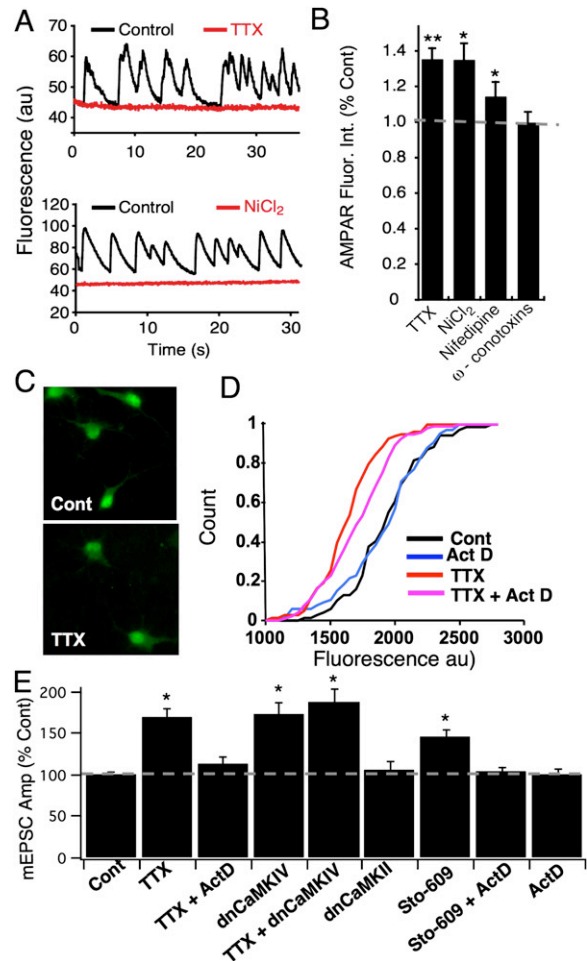 A
Control
TTX
70
60
50
40
0
10
20
30
Control
NiCl2
120
100
80
60
40
20
0
10
20
30
Fluorescence (au)
Time (s)
B
AMPAR Fluor. Int. (% Cont)
1.4
1.2
1.0
0.8
0.6
0.4
0.2
0
**
*
*
TTX
NiCl2
Nifedipine
ω - conotoxins
C
Cont
TTX
D
Count
1
0.8
0.6
0.4
0.2
0
1000
1500
2000
2500
3000
Cont
Act D
TTX
TTX + Act D
Fluorescence au)
E
mEPSC Amp (% Cont)
200
150
100
50
0
*
*
*
*
Cont
TTX
TTX + ActD
dnCaMKIV
TTX + dnCaMKIV
dnCaMKII
Sto-609
Sto-609 + ActD
ActD